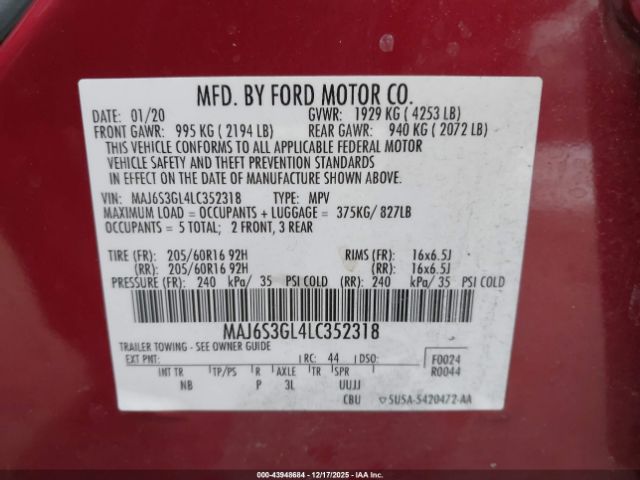 MFD. BY FORD MOTOR CO.
DATE: 01/20 GVWR: 1929 KG ( 4253 LB)
FRONT GAWR: 995 KG ( 2194 LB) REAR GAWR: 940 KG ( 2072 LB)
THIS VEHICLE CONFORMS TO ALL APPLICABLE FEDERAL MOTOR
VEHICLE SAFETY AND THEFT PREVENTION STANDARDS
IN EFFECT ON THE DATE OF MANUFACTURE SHOWN ABOVE.
VIN: MAJ6S3GL4LC352318 TYPE: MPV
MAXIMUM LOAD = OCCUPANTS + LUGGAGE = 375KG/ 827LB
OCCUPANTS = 5 TOTAL; 2 FRONT, 3 REAR
TIRE (FR): 205/60R16 92H RIMS (FR): 16x6.5J
(RR): 205/60R16 92H (RR): 16x6.5J
PRESSURE (FR): 240 kPa/ 35 PSI COLD (RR): 240 kPa/ 35 PSI COLD
MAJ6S3GL4LC352318
TRAILER TOWING - SEE OWNER GUIDE
EXT PNT: RC: 44 DSO: F0024
INT TR TP/PS R AXLE TR SPR R0044
NB P 3L UUJJ
CBU SU5A-5420472-AA
000-43948684 - 12/17/2025 - IAA Inc.